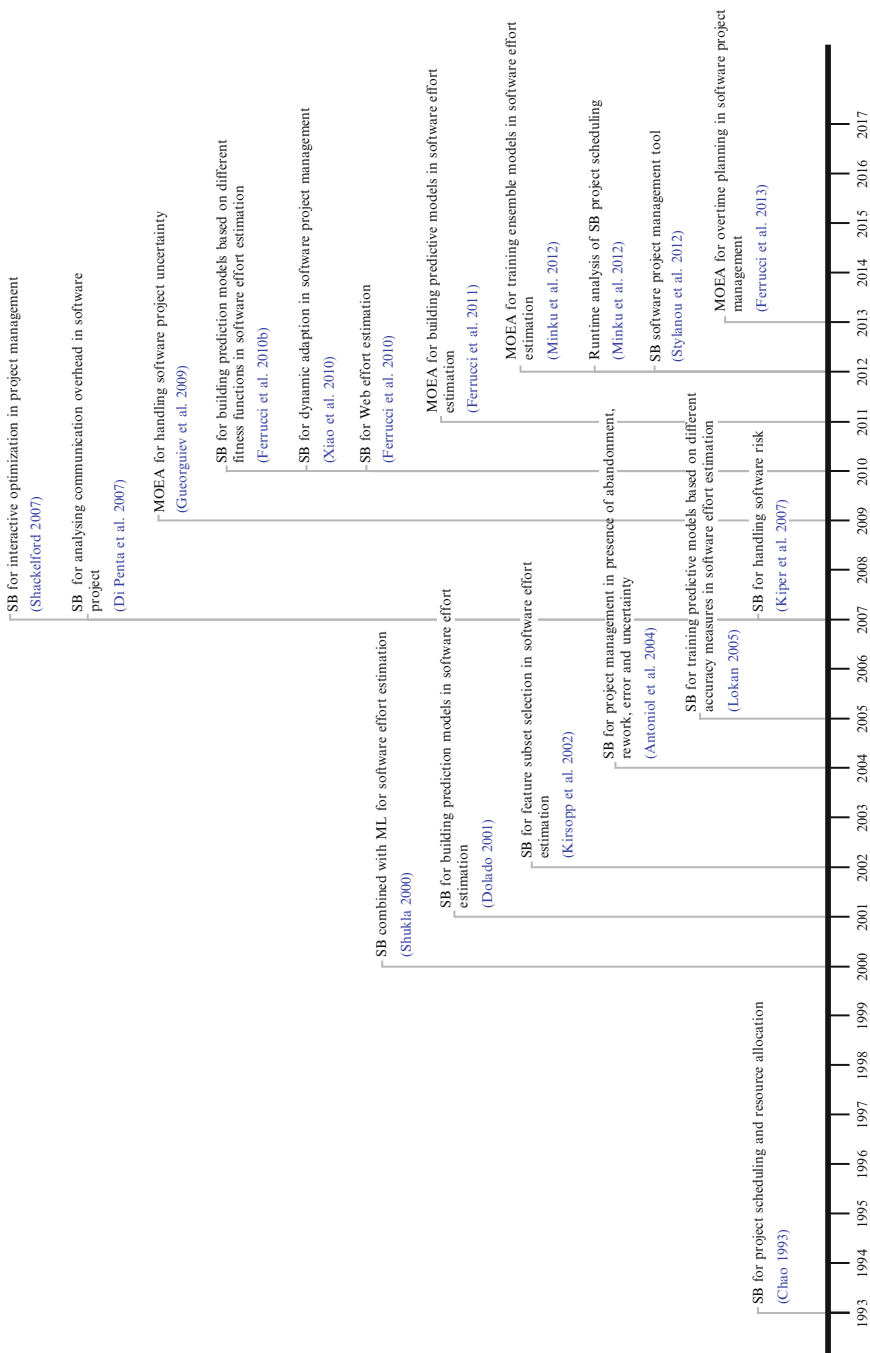 SB for interactive optimization in project management
(Shackelford 2007)
SB for analysing communication overhead in software
project
(Di Penta et al. 2007)
MOEA for handling software project uncertainty
(Gueorguiev et al. 2009)
SB for building prediction models based on different
fitness functions in software effort estimation
(Ferrucci et al. 2010b)
SB for dynamic adaption in software project management
(Xiao et al. 2010)
SB for Web effort estimation
(Ferrucci et al. 2010)
SB combined with ML for software effort estimation
(Shukla 2000)
MOEA for building predictive models in software effort
estimation
(Ferrucci et al. 2011)
SB for building prediction models in software effort
estimation
(Dolado 2001)
MOEA for training ensemble models in software effort
estimation
(Minku et al. 2012)
SB for feature subset selection in software effort
estimation
(Kirsopp et al. 2002)
Runtime analysis of SB project scheduling
(Minku et al. 2012)
SB for project management in presence of abandonment,
rework, error and uncertainty
(Antoniol et al. 2004)
SB software project management tool
(Stylanou et al. 2012)
SB for training predictive models based on different
accuracy measures in software effort estimation
(Lokan 2005)
MOEA for overtime planning in software project
management
(Ferrucci et al. 2013)
SB for handling software risk
(Kiper et al. 2007)
SB for project scheduling and resource allocation
(Chao 1993)
1993 1994 1995 1996 1997 1998 1999 2000 2001 2002 2003 2004 2005 2006 2007 2008 2009 2010 2011 2012 2013 2014 2015 2016 2017